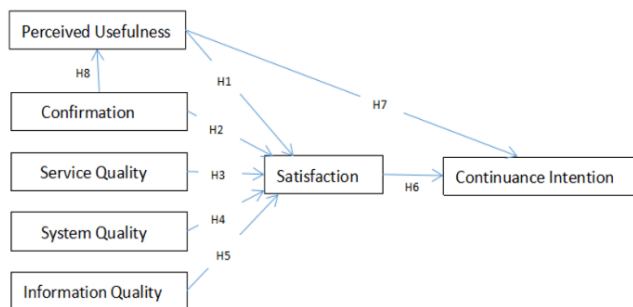 Perceived Usefulness
H8
H1
H7
Confirmation
H2
Service Quality
H3
Satisfaction
H6
Continuance Intention
System Quality
H4
H5
Information Quality